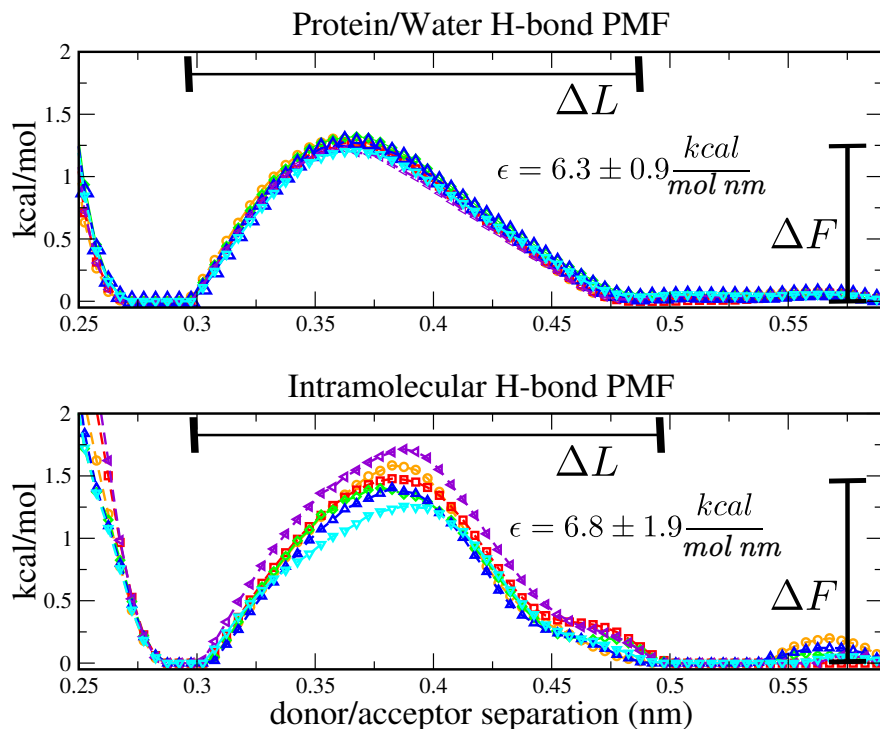 Protein/Water H-bond PMF
kcal/mol
2
1.5
1
0.5
0
ΔL
ϵ = 6.3 ± 0.9 kcal/mol nm
ΔF
0.25 0.3 0.35 0.4 0.45 0.5 0.55
Intramolecular H-bond PMF
kcal/mol
2
1.5
1
0.5
0
ΔL
ϵ = 6.8 ± 1.9 kcal/mol nm
ΔF
0.25 0.3 0.35 0.4 0.45 0.5 0.55
donor/acceptor separation (nm)